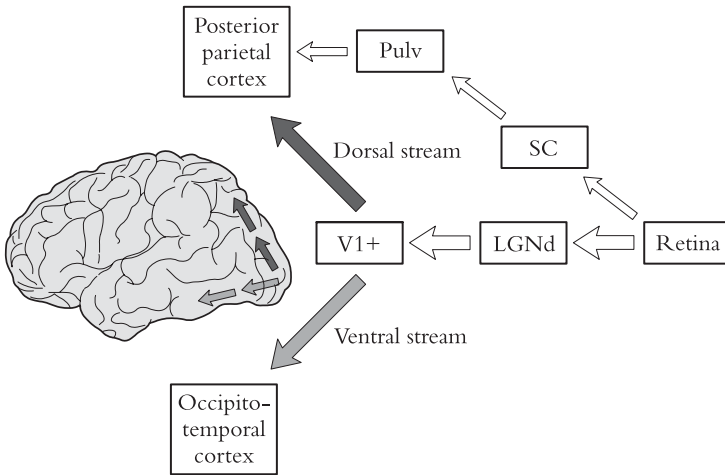 Posterior
parietal
cortex
Pulv
SC
Dorsal stream
V1+
LGNd
Retina
Ventral stream
Occipito-
temporal
cortex